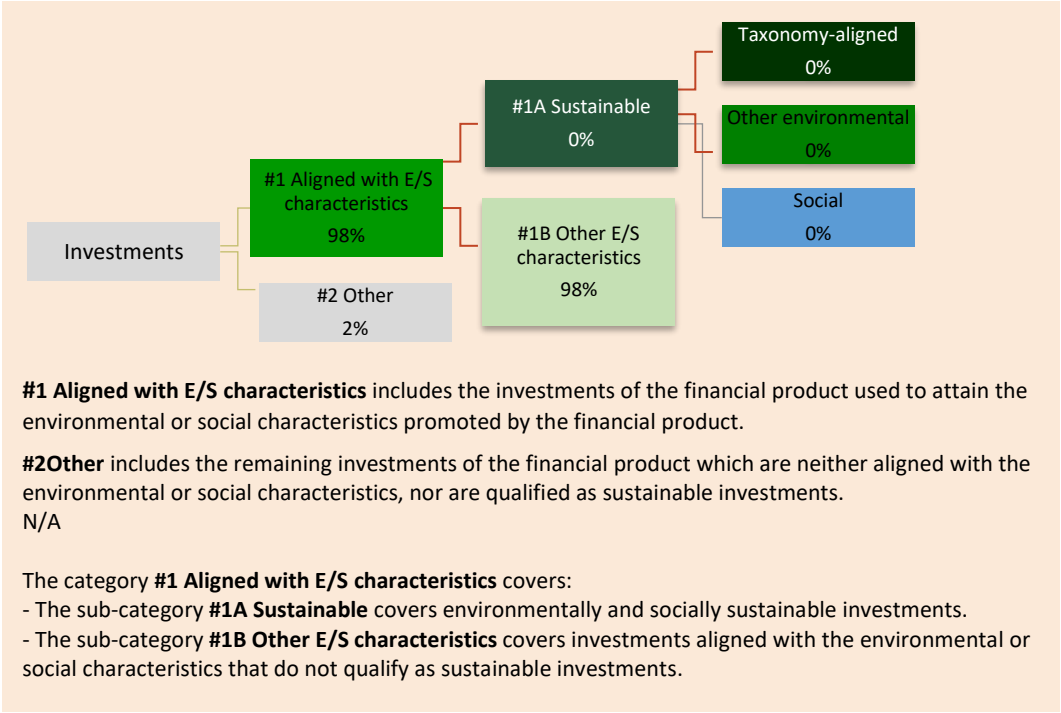 Taxonomy-aligned
0%
#1A Sustainable
0%
Other environmental
0%
#1 Aligned with E/S
characteristics
98%
Social
0%
Investments
#1B Other E/S
characteristics
98%
#2 Other
2%
#1 Aligned with E/S characteristics includes the investments of the financial product used to attain the
environmental or social characteristics promoted by the financial product.
#2Other includes the remaining investments of the financial product which are neither aligned with the
environmental or social characteristics, nor are qualified as sustainable investments.
N/A
The category #1 Aligned with E/S characteristics covers:
- The sub-category #1A Sustainable covers environmentally and socially sustainable investments.
- The sub-category #1B Other E/S characteristics covers investments aligned with the environmental or
social characteristics that do not qualify as sustainable investments.